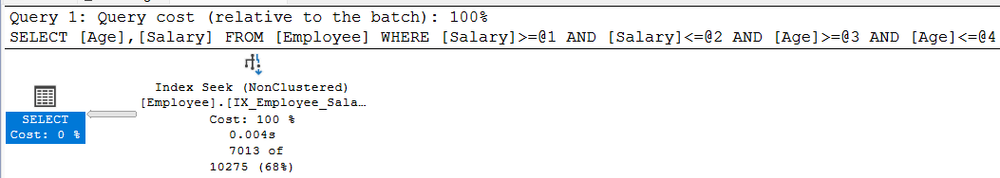 Query 1: Query cost (relative to the batch): 100%
SELECT [Age],[Salary] FROM [Employee] WHERE [Salary]>=@1 AND [Salary]<=@2 AND [Age]>=@3 AND [Age]<=@4
Index Seek (NonClustered)
[Employee].[IX_Employee_Sala…
Cost: 100 %
0.004s
7013 of
10275 (68%)
SELECT
Cost: 0 %